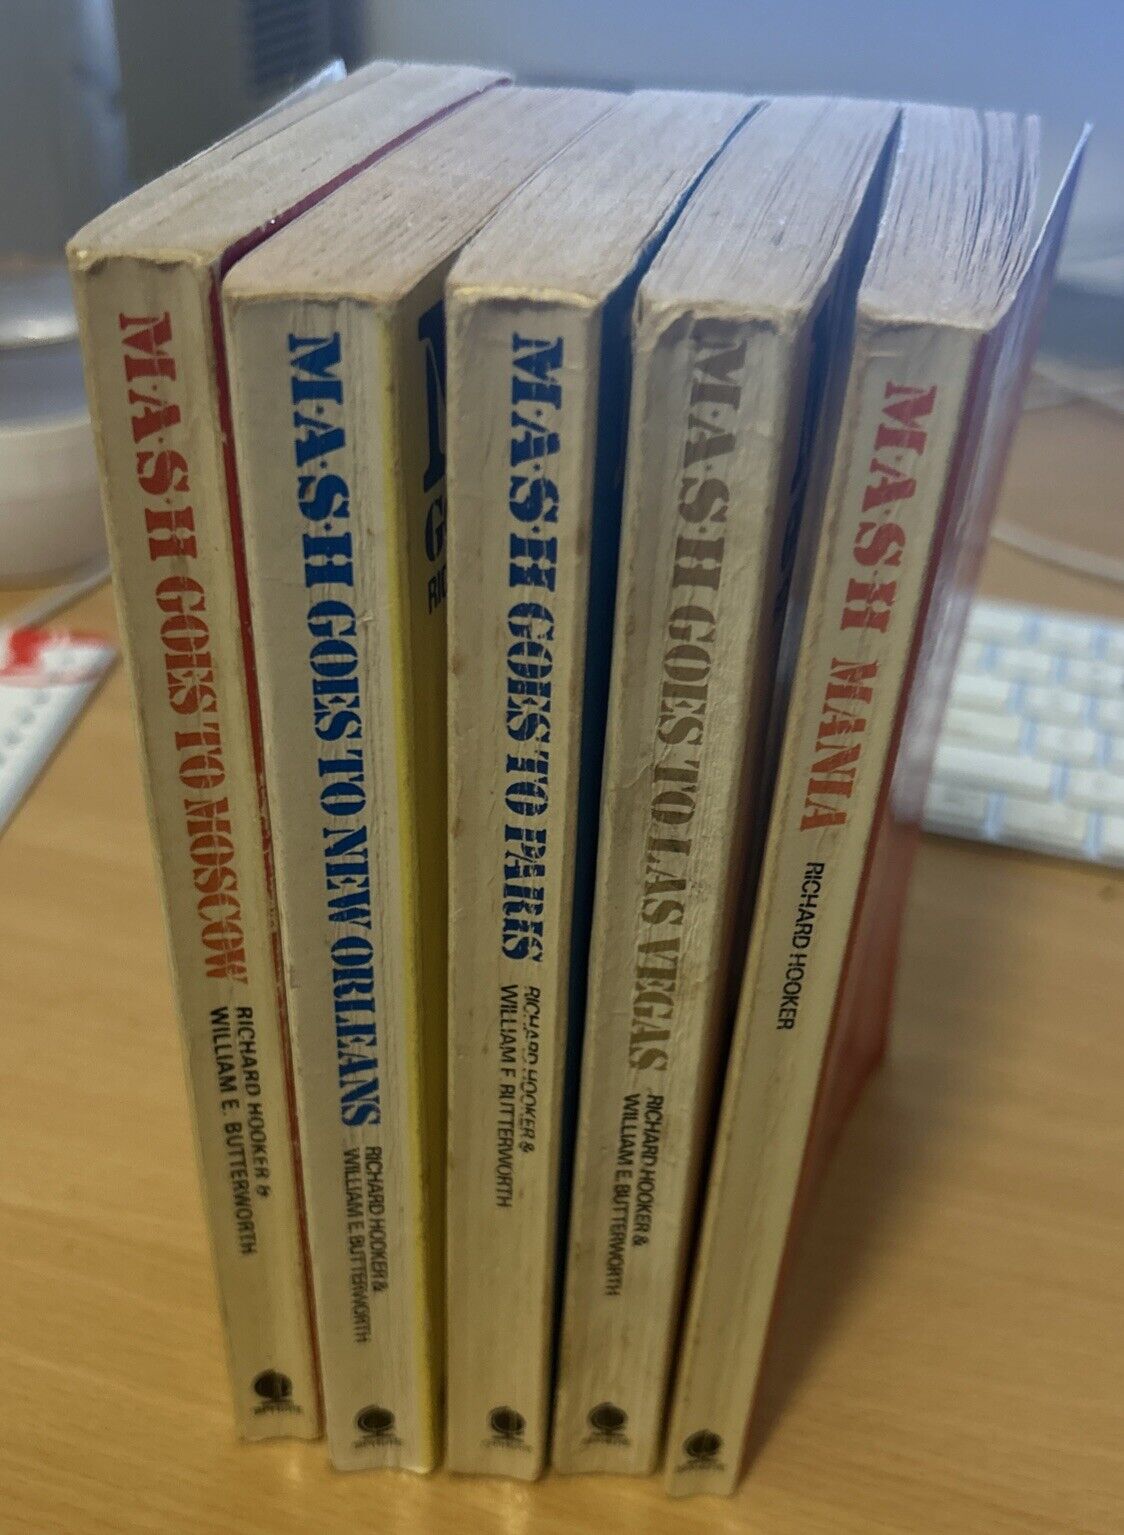 M·A·S·H GOES TO MOSCOW
RICHARD HOOKER &
WILLIAM E. BUTTERWORTH
M·A·S·H GOES TO NEW ORLEANS
RICHARD HOOKER &
WILLIAM E. BUTTERWORTH
M
G
RIC
M·A·S·H GOES TO PARIS
RICHARD HOOKER &
WILLIAM E. BUTTERWORTH
M·A·S·H GOES TO LAS VEGAS
RICHARD HOOKER &
WILLIAM E. BUTTERWORTH
M·A·S·H MANIA
RICHARD HOOKER